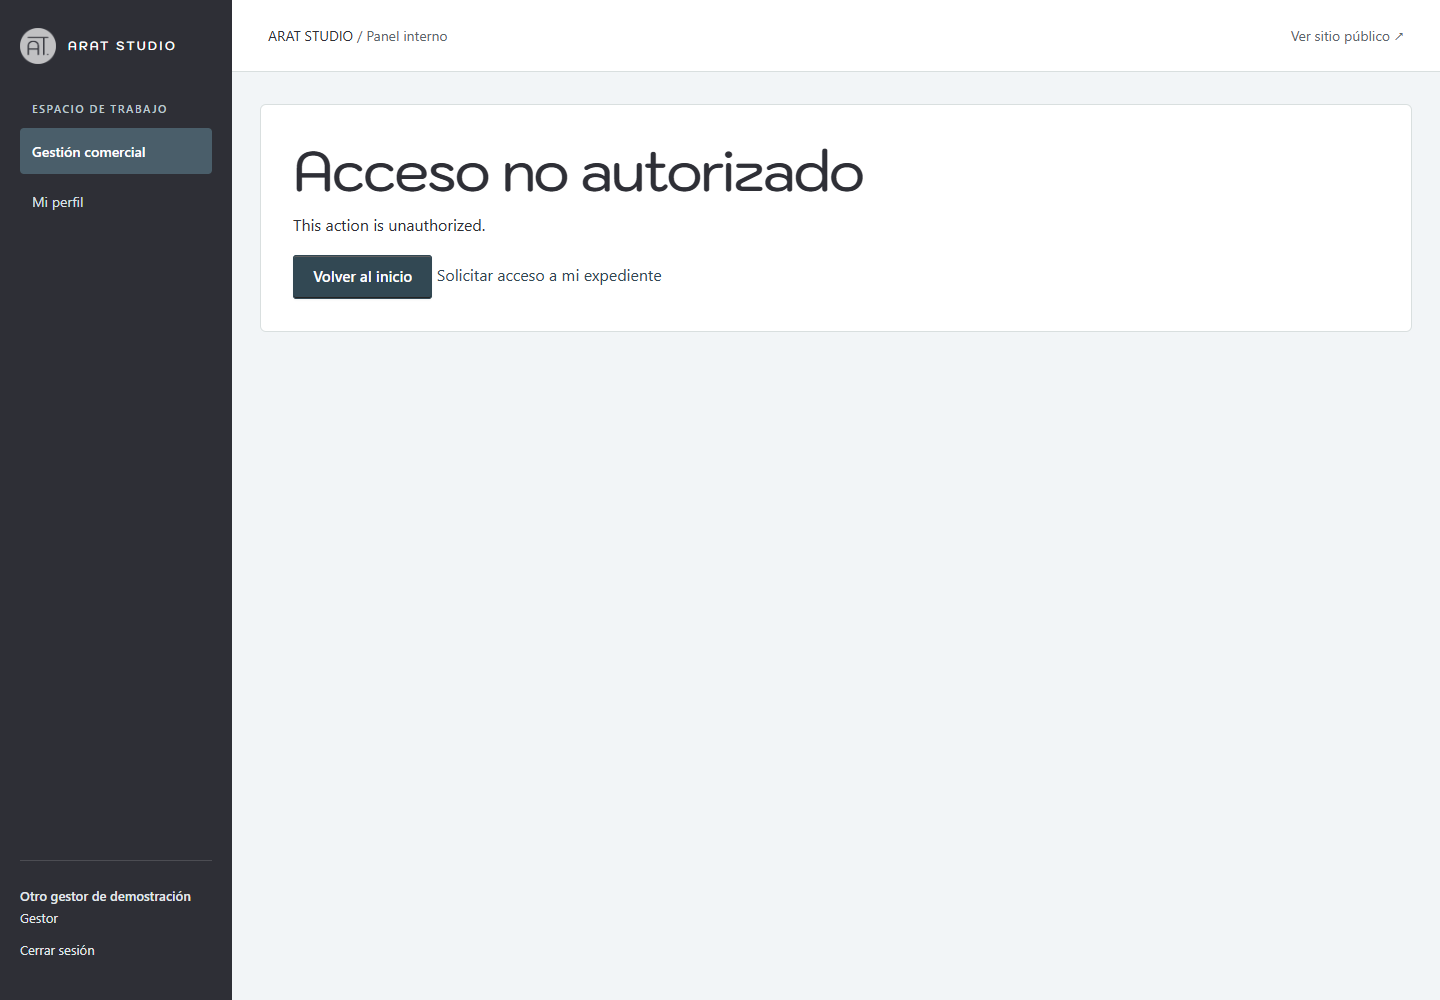 AT.
ARAT STUDIO
ESPACIO DE TRABAJO
Gestión comercial
Mi perfil
Otro gestor de demostración
Gestor
Cerrar sesión
ARAT STUDIO / Panel interno
Ver sitio público ↗
Acceso no autorizado
This action is unauthorized.
Volver al inicio Solicitar acceso a mi expediente